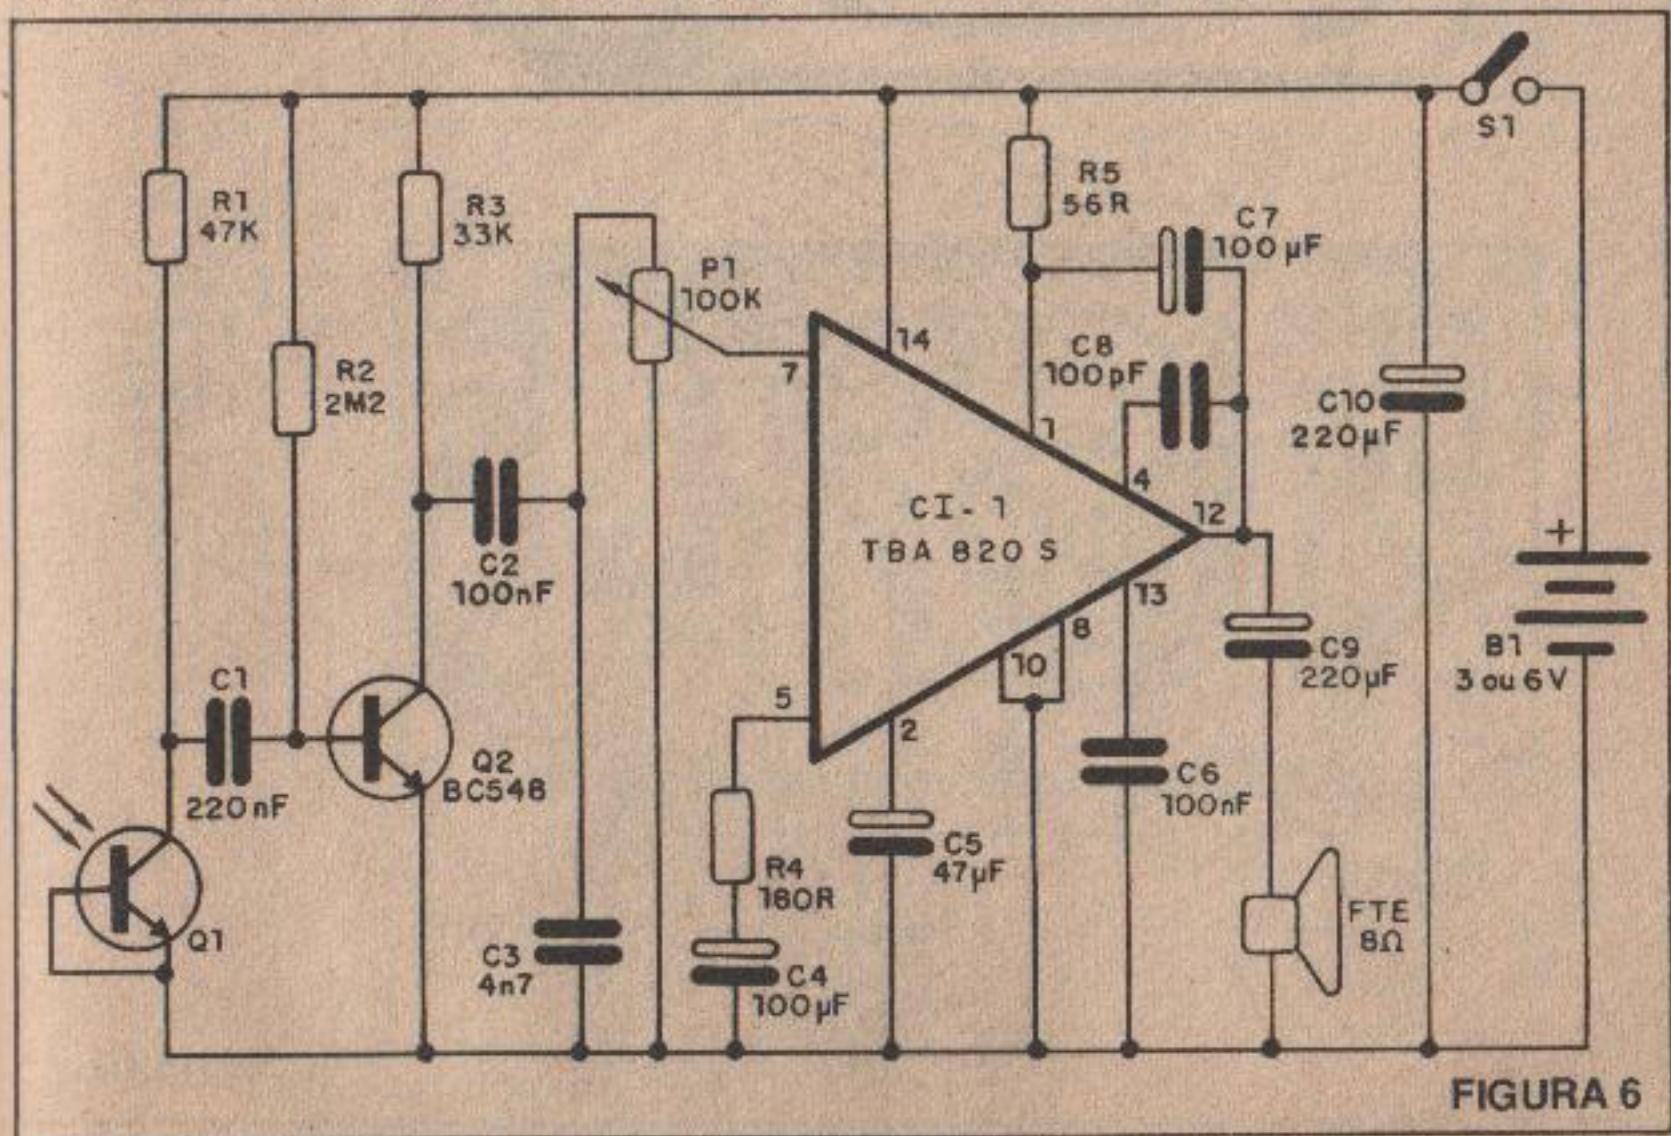 S1
R1
47K
R3
33K
R5
56R
C7
100µF
P1
100K
14
7
C8
100pF
R2
2M2
1
4
C10
220µF
CI-1
TBA 820 S
12
C2
100nF
13
+
8
10
C9
220µF
B1
3 ou 6V
C1
220nF
5
2
Q2
BC548
C6
100nF
C5
47µF
R4
180R
FTE
8Ω
Q1
C3
4n7
C4
100µF
FIGURA 6